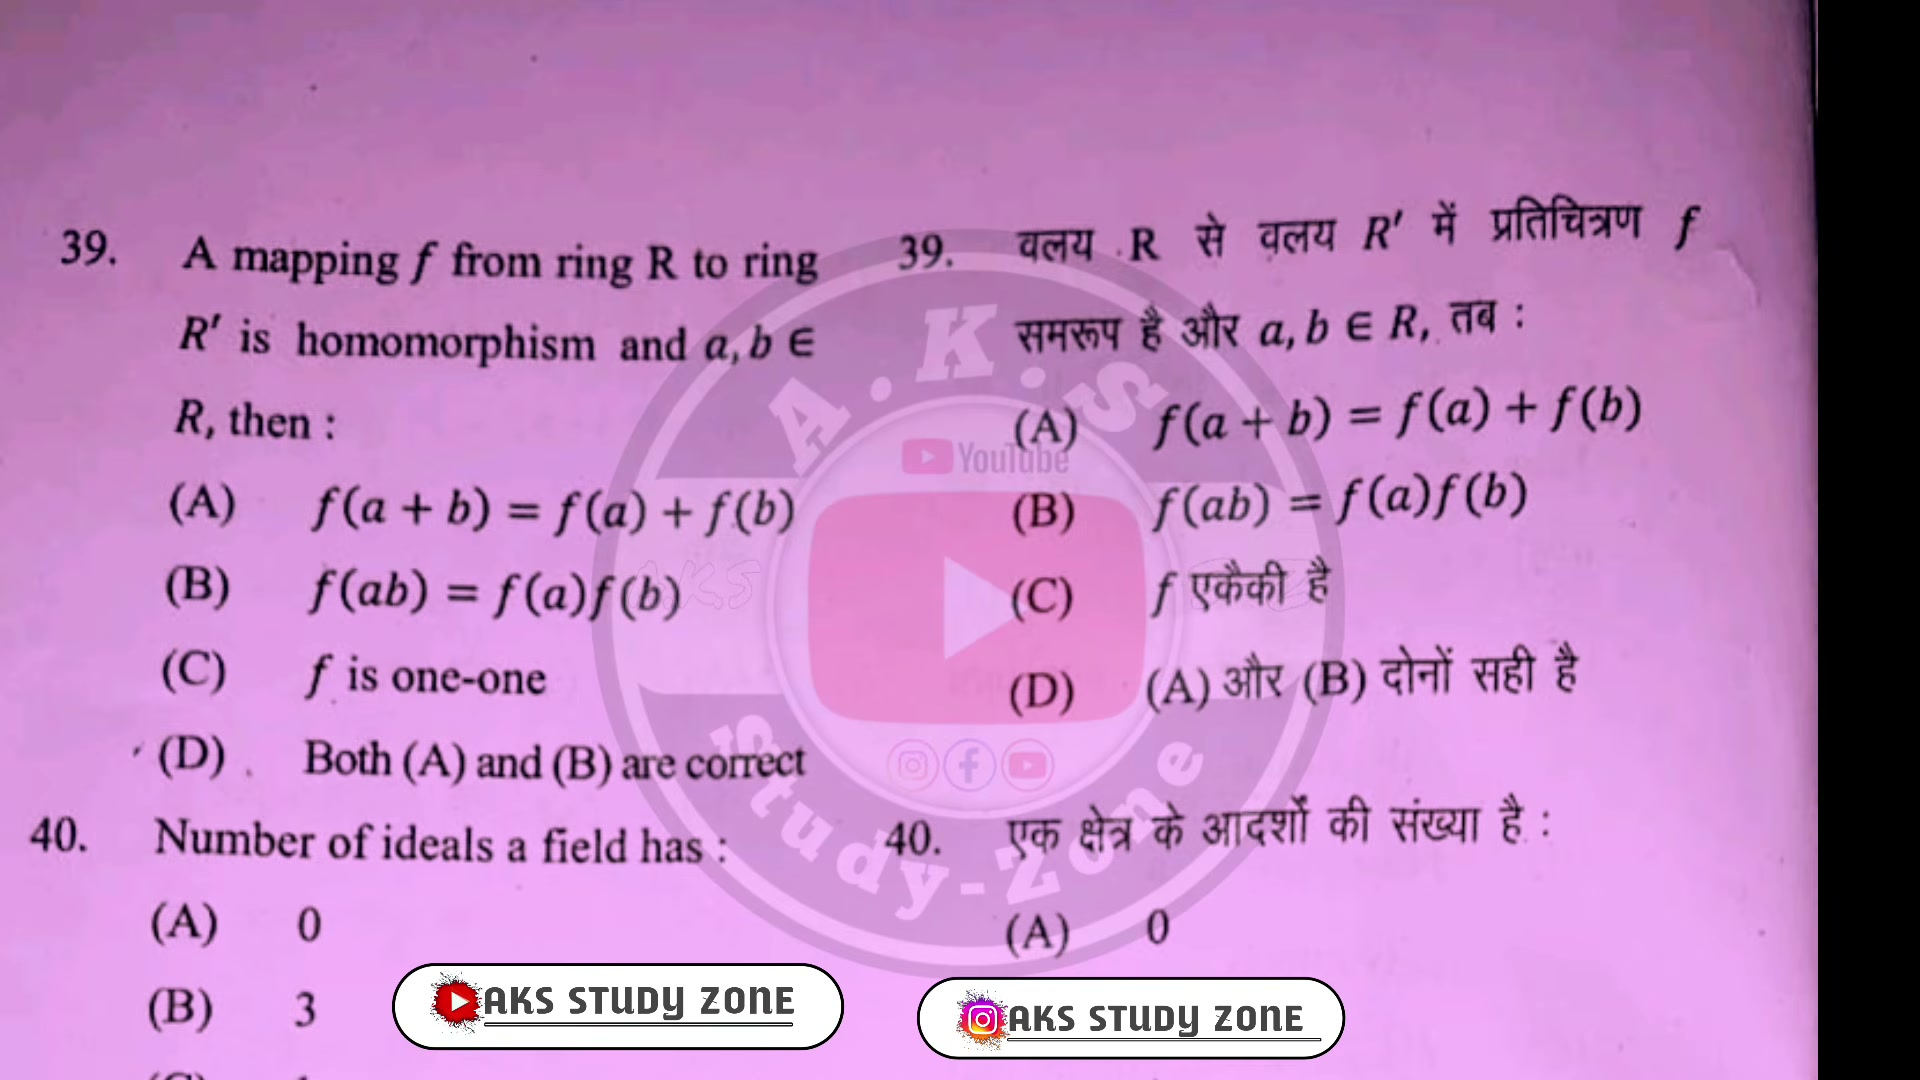 39. A mapping f from ring R to ring
R′ is homomorphism and a, b ∈
R, then :
(A) f(a + b) = f(a) + f(b)
(B) f(ab) = f(a)f(b)
(C) f is one-one
(D) Both (A) and (B) are correct
40. Number of ideals a field has :
(A) 0
(B) 3
39. वलय R से वलय R′ में प्रतिचित्रण f
समरूप है और a, b ∈ R, तब :
(A) f(a + b) = f(a) + f(b)
(B) f(ab) = f(a)f(b)
(C) f एकैकी है
(D) (A) और (B) दोनों सही है
40. एक क्षेत्र के आदर्शों की संख्या है :
(A) 0
A.K.S
YouTube
Study-Zone
AKS STUDY ZONE
AKS STUDY ZONE